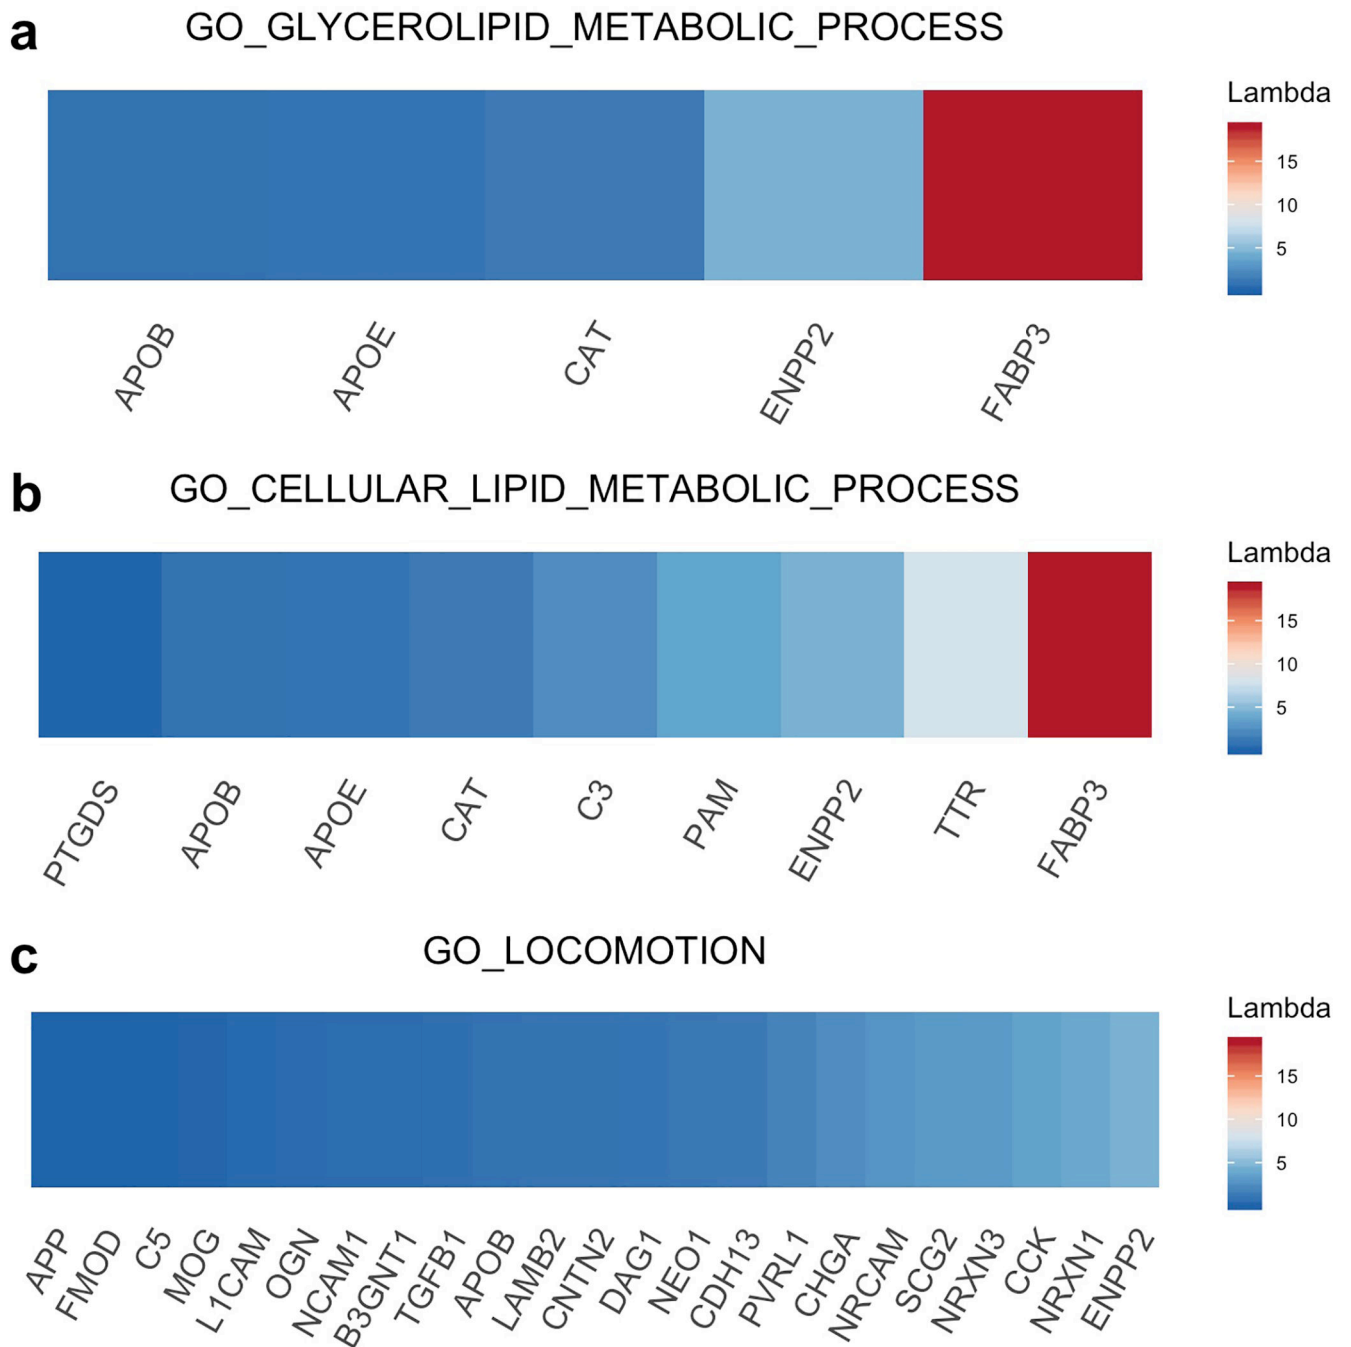 a
GO_GLYCEROLIPID_METABOLIC_PROCESS
Lambda
15
10
5
APOB
APOE
CAT
ENPP2
FABP3
b
GO_CELLULAR_LIPID_METABOLIC_PROCESS
Lambda
15
10
5
PTGDS
APOB
APOE
CAT
C3
PAM
ENPP2
TTR
FABP3
c
GO_LOCOMOTION
Lambda
15
10
5
APP
FMOD
C5
MOG
L1CAM
OGN
NCAM1
B3GNT1
TGFB1
APOB
LAMB2
CNTN2
DAG1
NEO1
CDH13
PVRL1
CHGA
NRCAM
SCG2
NRXN3
CCK
NRXN1
ENPP2